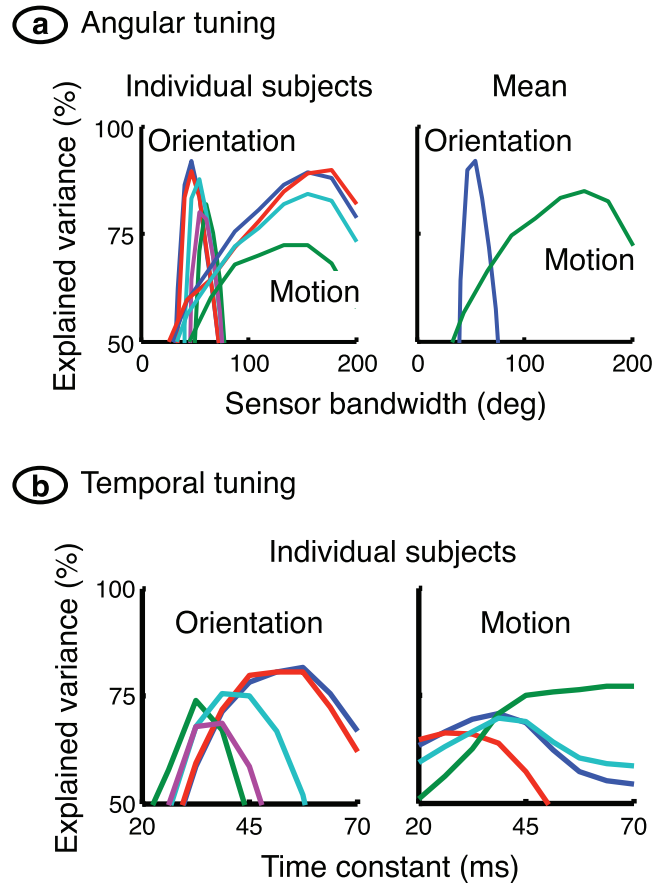 a Angular tuning
Individual subjects
Mean
Explained variance (%)
100
75
50
Orientation
Motion
0
100
200
Orientation
Motion
0
100
200
Sensor bandwidth (deg)
b Temporal tuning
Individual subjects
Explained variance (%)
100
75
50
Orientation
20
45
70
Motion
20
45
70
Time constant (ms)